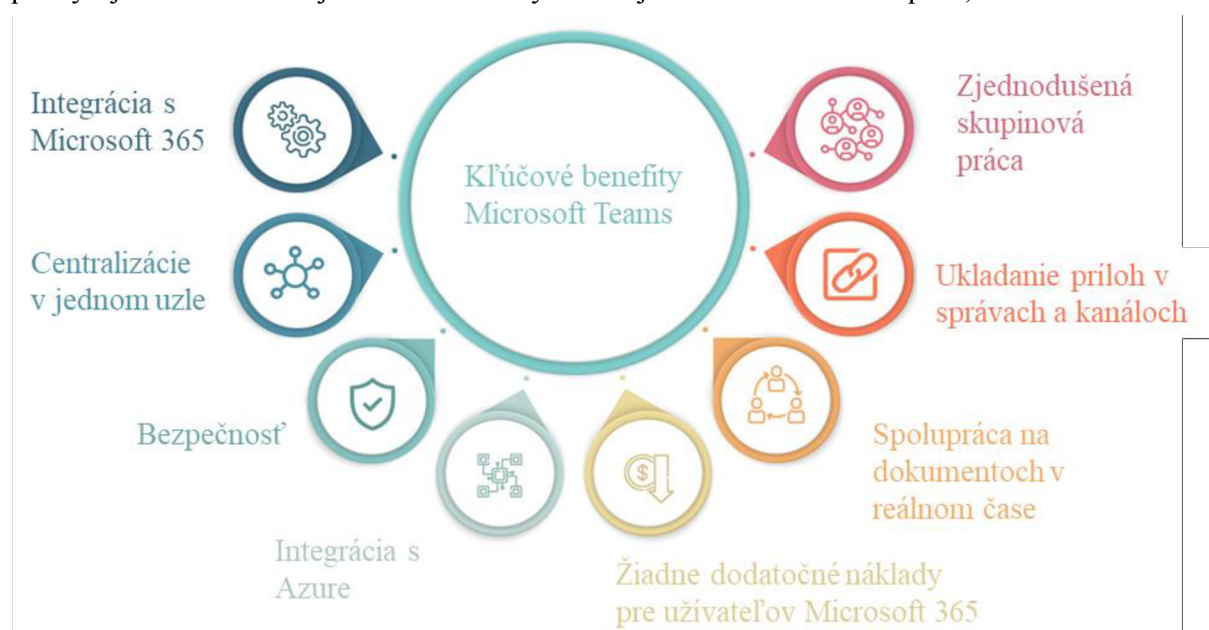 Kľúčové benefity
Microsoft Teams
Integrácia s
Microsoft 365
Centralizácie
v jednom uzle
Bezpečnosť
Integrácia s
Azure
Žiadne dodatočné náklady
pre užívateľov Microsoft 365
Spolupráca na
dokumentoch v
reálnom čase
Ukladanie príloh v
správach a kanáloch
Zjednodušená
skupinová
práca